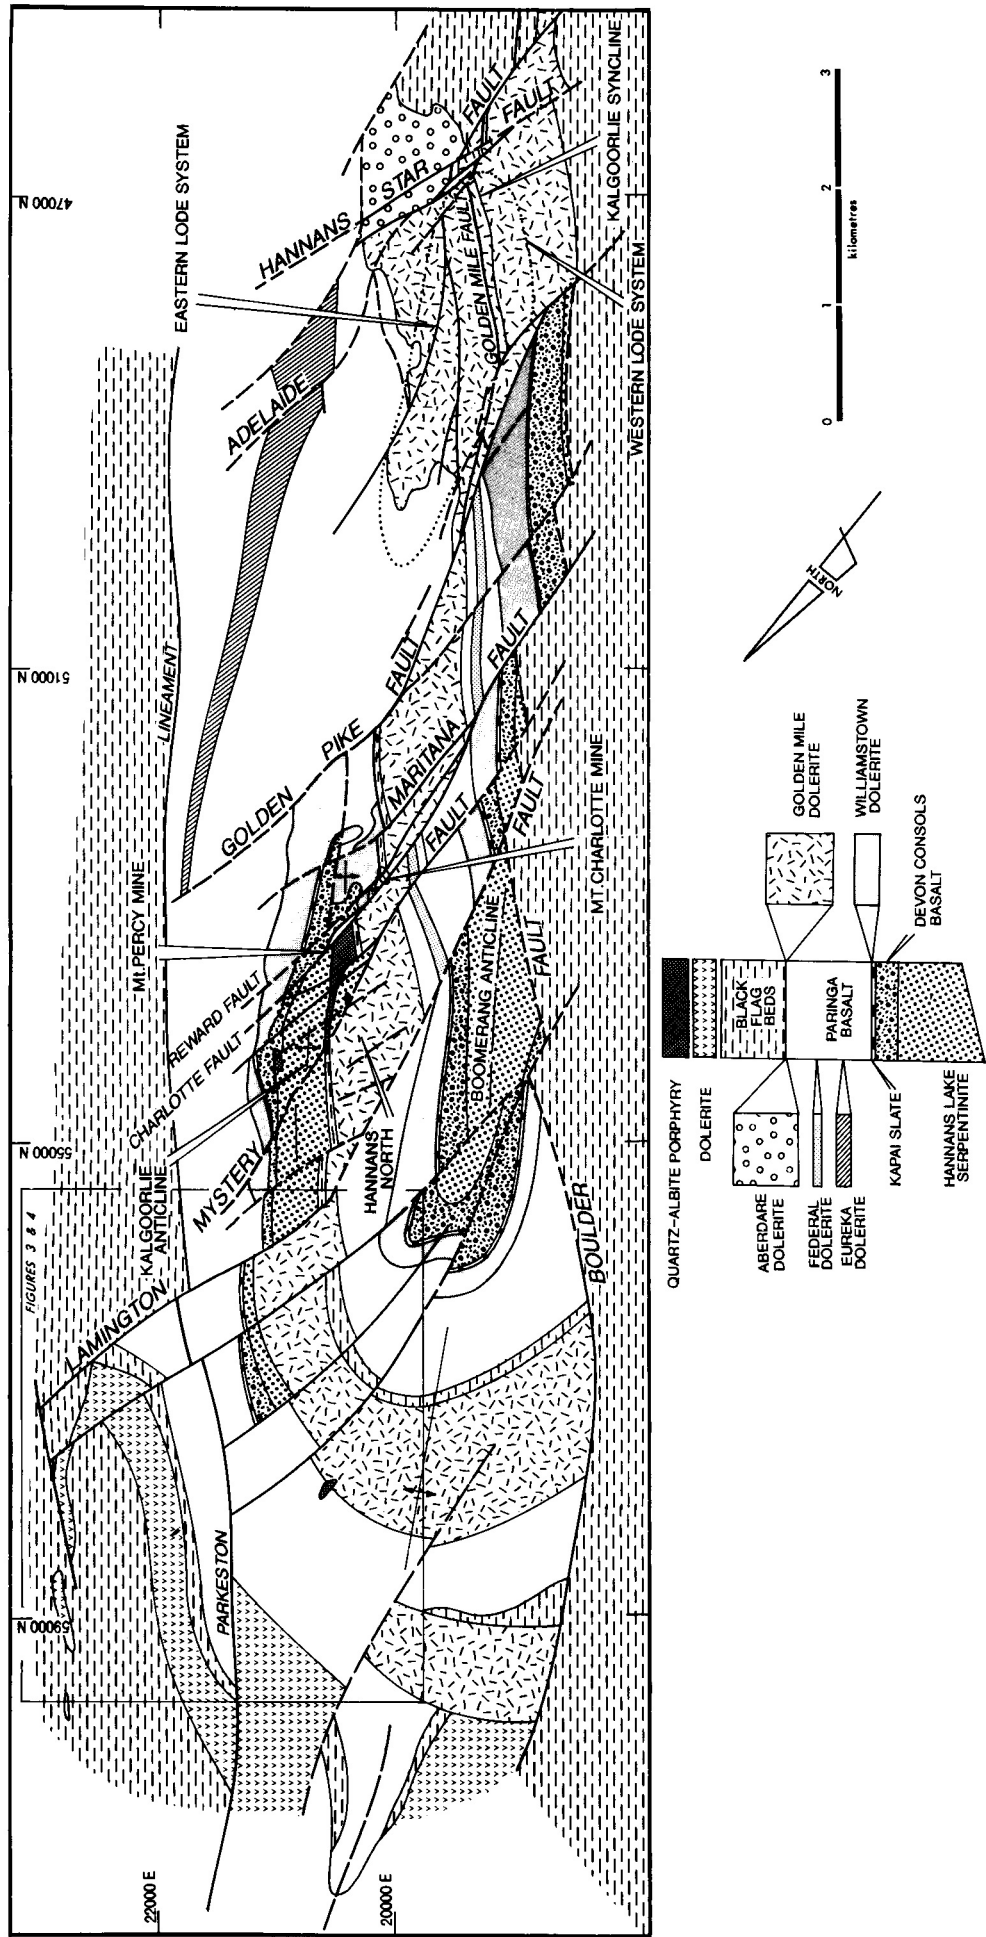 FIGURES 3 & 4
22000 E
20000 E
59000 N
55000 N
51000 N
47000 N
PARKESTON
LINEAMENT
LAMINGTON
KALGOORLIE
ANTICLINE
MYSTERY
CHARLOTTE FAULT
REWARD FAULT
Mt. PERCY MINE
HANNANS
NORTH
BOOMERANG ANTICLINE
BOULDER
FAULT
GOLDEN
PIKE
FAULT
MARITANA
FAULT
FAULT
FAULT
MT. CHARLOTTE MINE
ADELAIDE
EASTERN LODE SYSTEM
HANNANS
STAR
FAULT
FAULT
GOLDEN MILE FAULT
WESTERN LODE SYSTEM
KALGOORLIE SYNCLINE
QUARTZ-ALBITE PORPHYRY
DOLERITE
ABERDARE
DOLERITE
FEDERAL
DOLERITE
EUREKA
DOLERITE
BLACK
FLAG
BEDS
PARINGA
BASALT
KAPAI SLATE
HANNANS LAKE
SERPENTINITE
GOLDEN MILE
DOLERITE
WILLIAMSTOWN
DOLERITE
DEVON CONSOLS
BASALT
NORTH
0 1 2 3
kilometres